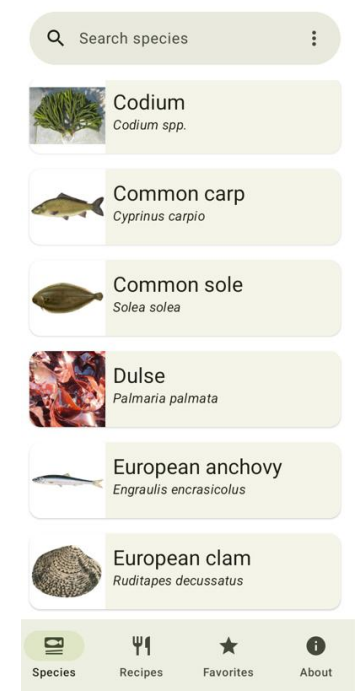 Search species
Codium
Codium spp.
Common carp
Cyprinus carpio
Common sole
Solea solea
Dulse
Palmaria palmata
European anchovy
Engraulis encrasicolus
European clam
Ruditapes decussatus
Species Recipes Favorites About